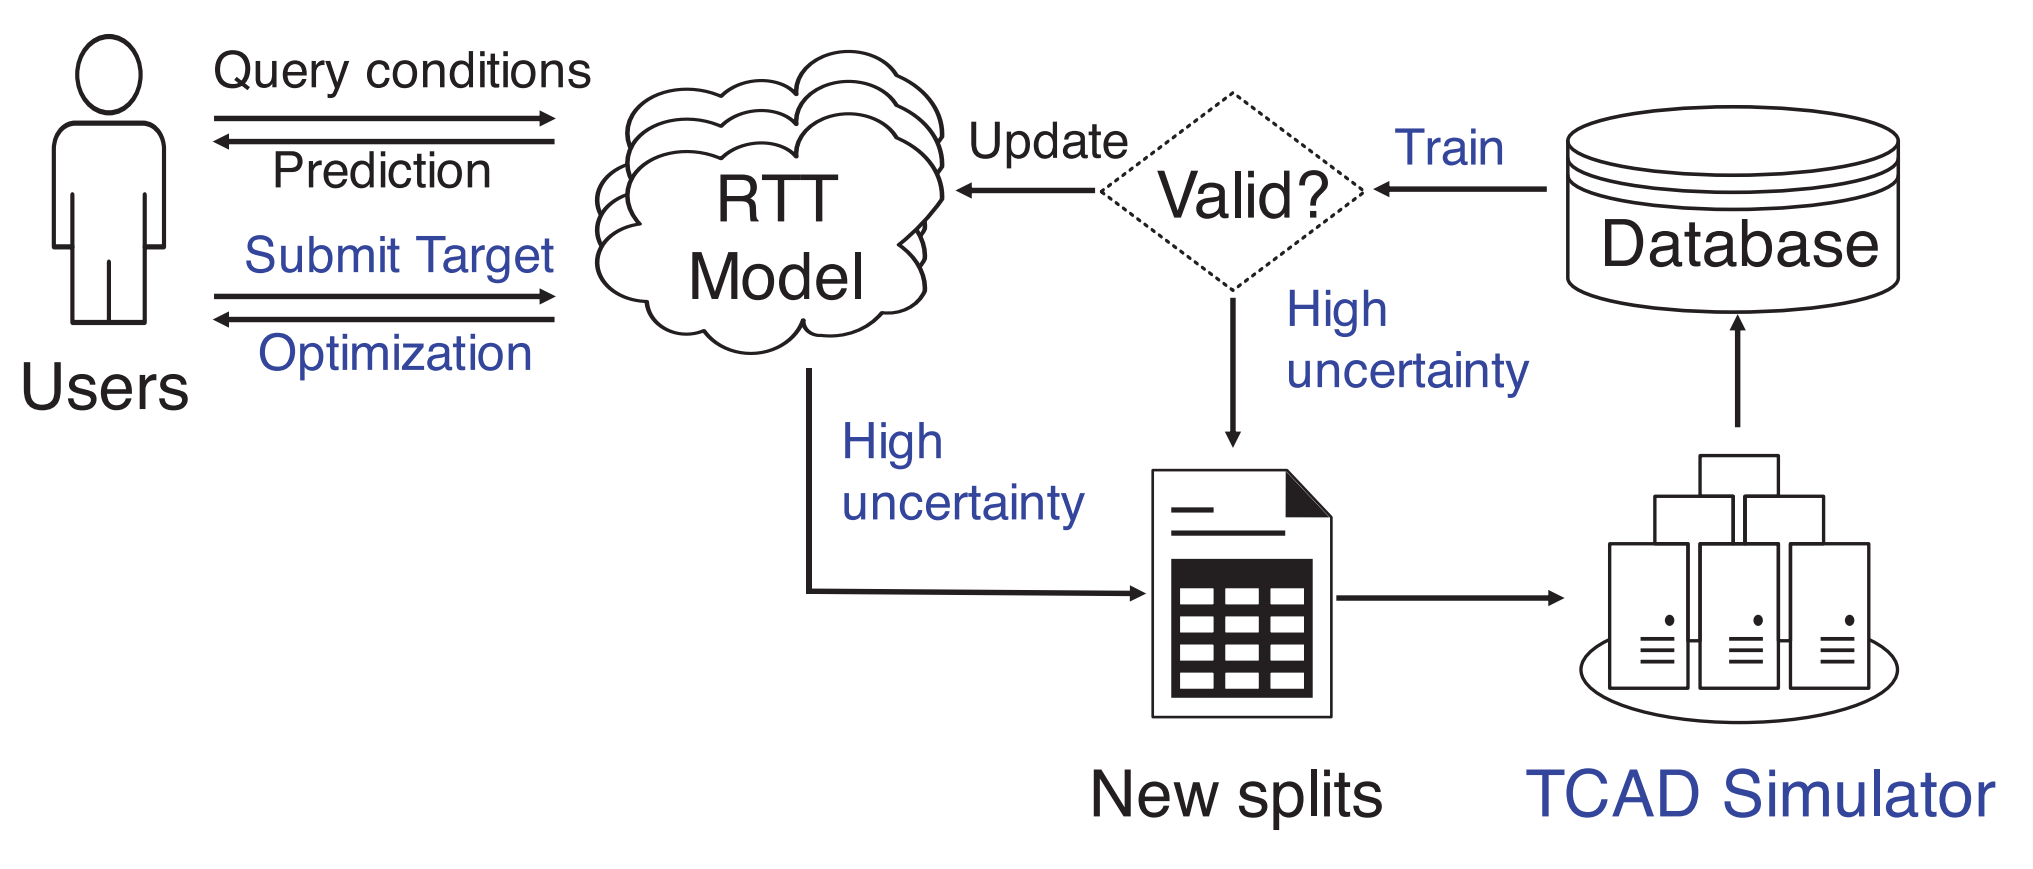 Query conditions
Prediction
Submit Target
Optimization
Users
RTT
Model
Update
Valid?
Train
Database
High
uncertainty
High
uncertainty
New splits
TCAD Simulator